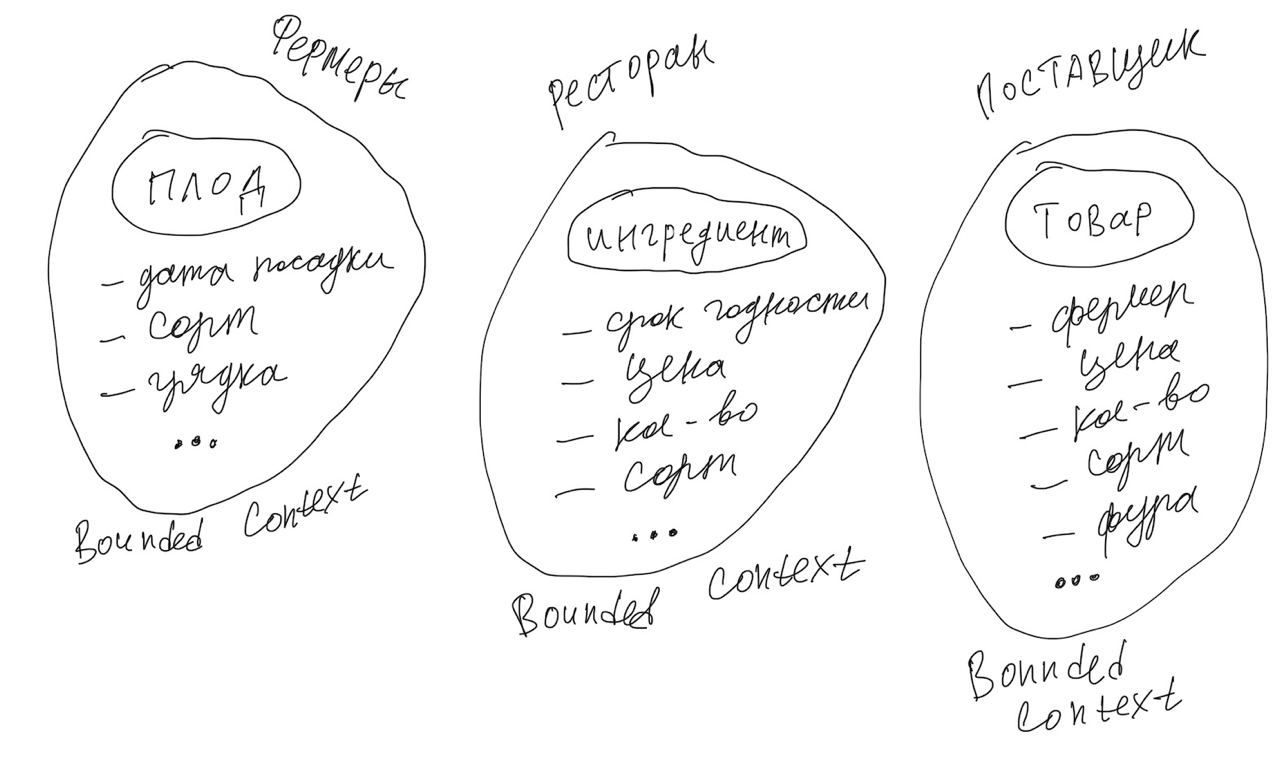 Фермеры
ПЛОД
– дата посадки
– сорт
– грядка
...
Bounded Context
Ресторан
ингредиент
– срок годности
– цена
– кол-во
– сорт
...
Bounded context
Поставщик
Товар
– фермер
– цена
– кол-во
– сорт
– фура
...
Bounded
context